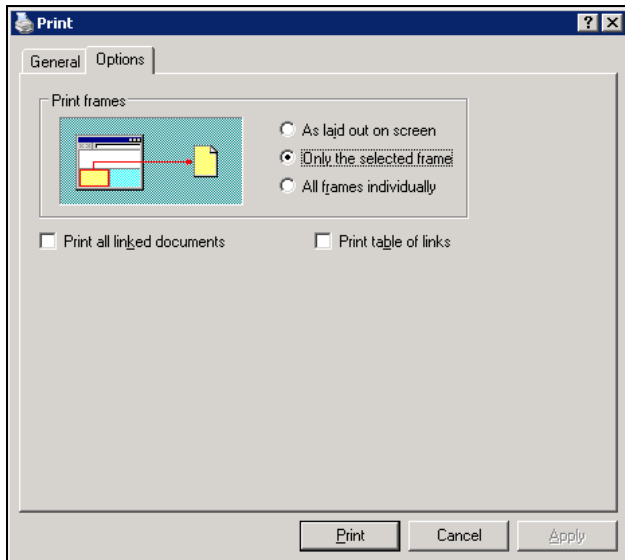 Print
General Options
Print frames
As laid out on screen
Only the selected frame
All frames individually
Print all linked documents Print table of links
Print Cancel Apply